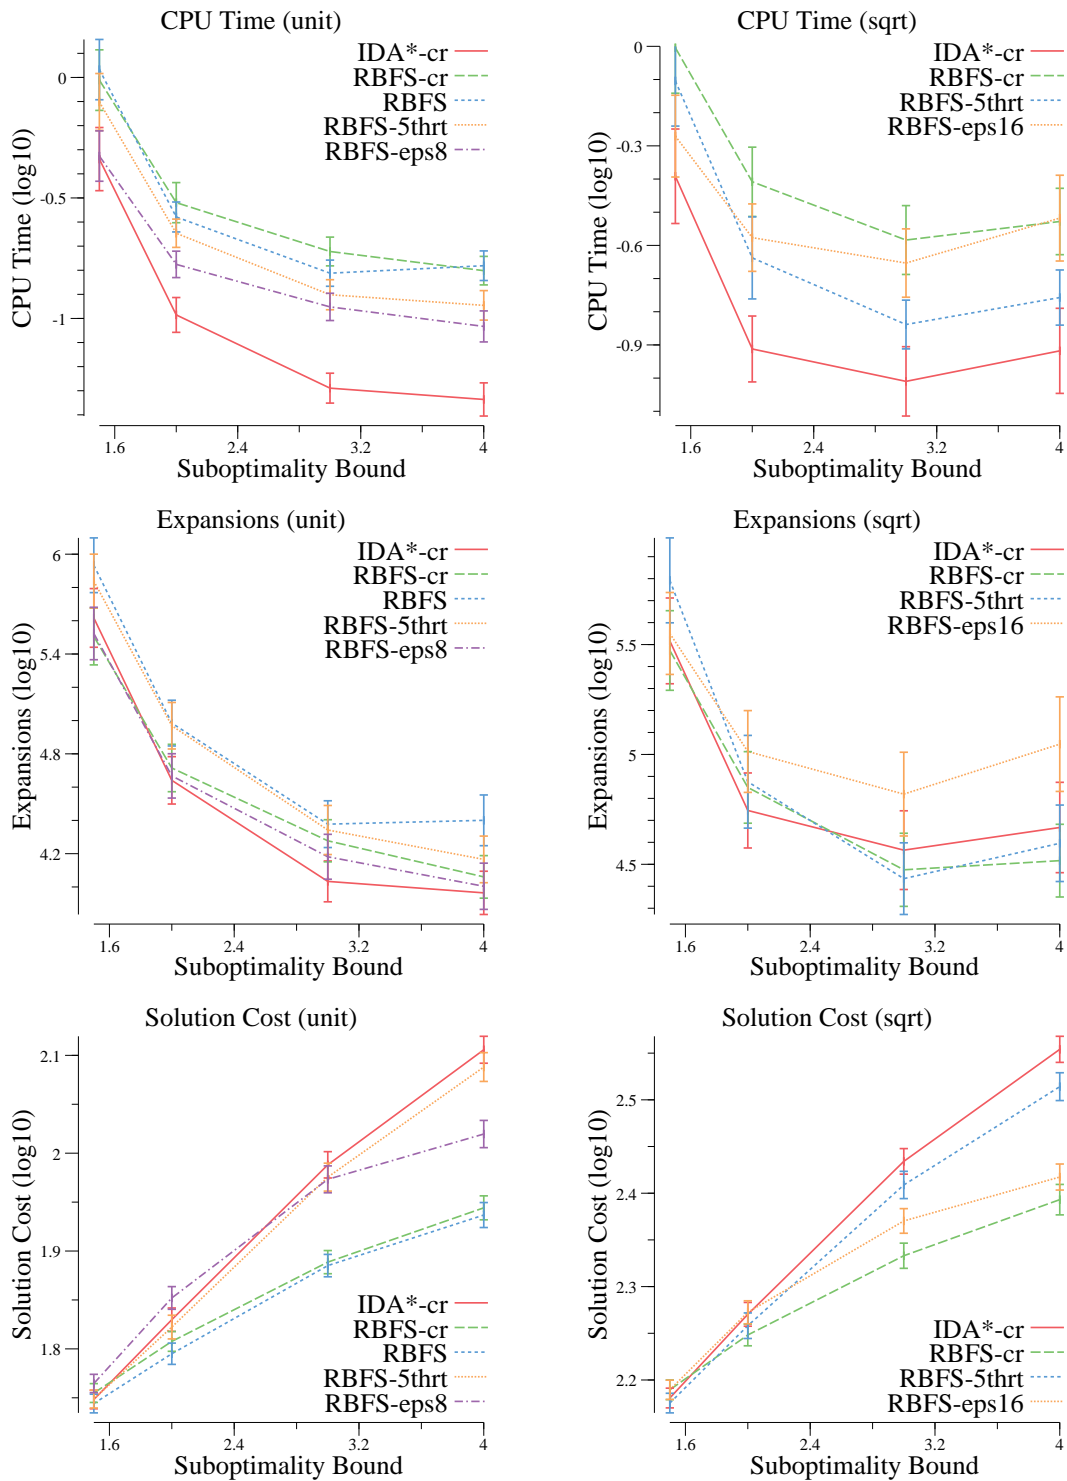 CPU Time (unit)
IDA*-cr
RBFS-cr
RBFS
RBFS-5thrt
RBFS-eps8
CPU Time (log10)
0
-0.5
-1
1.6 2.4 3.2 4
Suboptimality Bound
CPU Time (sqrt)
IDA*-cr
RBFS-cr
RBFS-5thrt
RBFS-eps16
CPU Time (log10)
0
-0.3
-0.6
-0.9
1.6 2.4 3.2 4
Suboptimality Bound
Expansions (unit)
IDA*-cr
RBFS-cr
RBFS
RBFS-5thrt
RBFS-eps8
Expansions (log10)
6
5.4
4.8
4.2
1.6 2.4 3.2 4
Suboptimality Bound
Expansions (sqrt)
IDA*-cr
RBFS-cr
RBFS-5thrt
RBFS-eps16
Expansions (log10)
5.5
5
4.5
1.6 2.4 3.2 4
Suboptimality Bound
Solution Cost (unit)
Solution Cost (log10)
2.1
2
1.9
1.8
IDA*-cr
RBFS-cr
RBFS
RBFS-5thrt
RBFS-eps8
1.6 2.4 3.2 4
Suboptimality Bound
Solution Cost (sqrt)
Solution Cost (log10)
2.5
2.4
2.3
2.2
IDA*-cr
RBFS-cr
RBFS-5thrt
RBFS-eps16
1.6 2.4 3.2 4
Suboptimality Bound